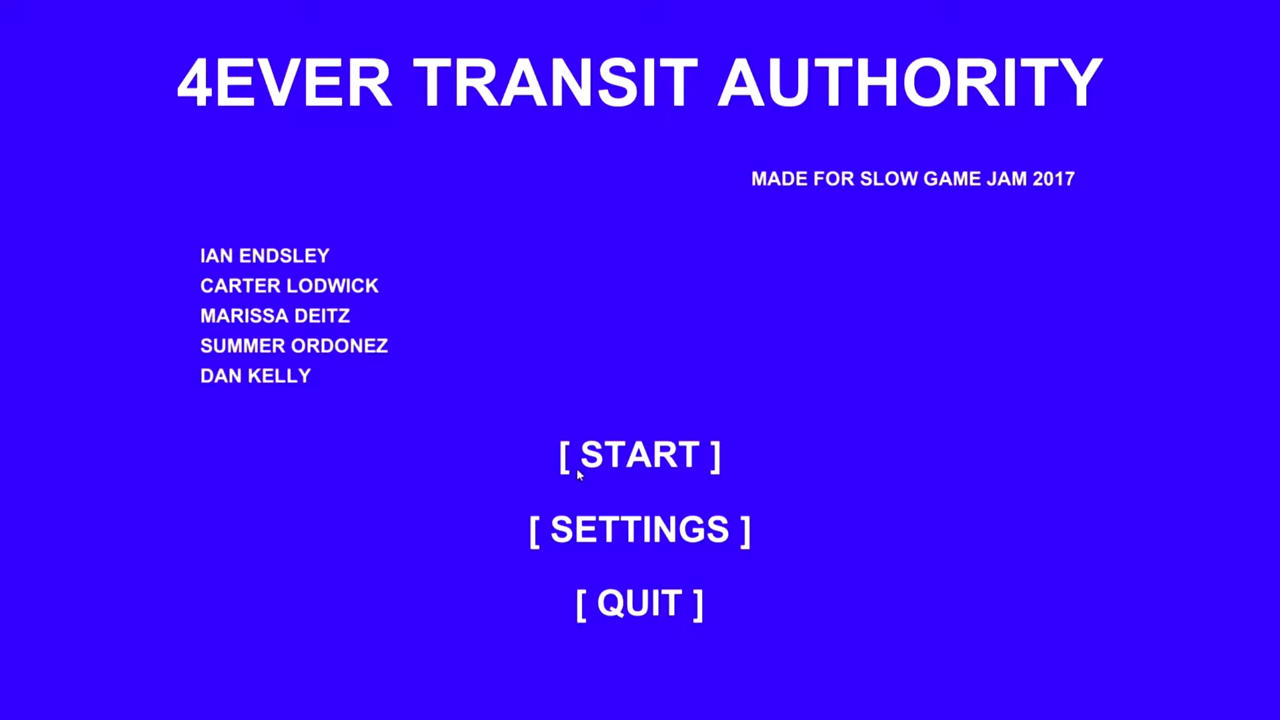 4EVER TRANSIT AUTHORITY
MADE FOR SLOW GAME JAM 2017
IAN ENDSLEY
CARTER LODWICK
MARISSA DEITZ
SUMMER ORDONEZ
DAN KELLY
[ START ]
[ SETTINGS ]
[ QUIT ]